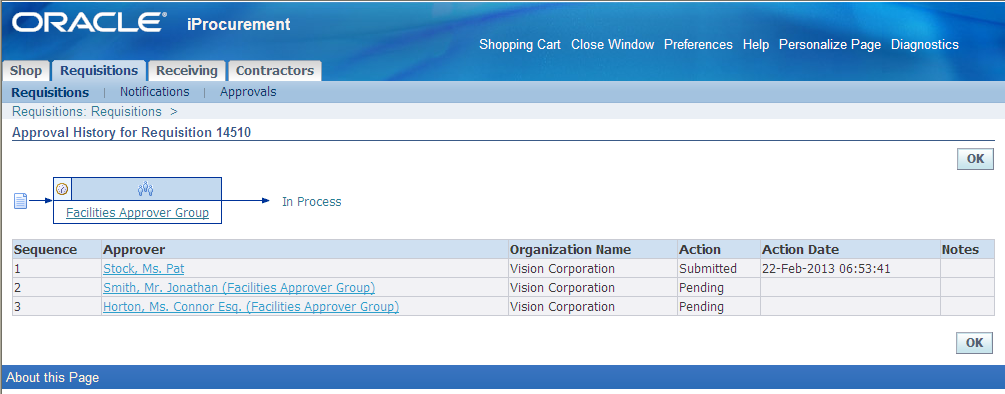 ORACLE® iProcurement
Shopping Cart Close Window Preferences Help Personalize Page Diagnostics
Shop Requisitions Receiving Contractors
Requisitions | Notifications | Approvals
Requisitions: Requisitions >
Approval History for Requisition 14510
OK
In Process
Facilities Approver Group
Sequence Approver Organization Name Action Action Date Notes
1 Stock, Ms. Pat Vision Corporation Submitted 22-Feb-2013 06:53:41
2 Smith, Mr. Jonathan (Facilities Approver Group) Vision Corporation Pending
3 Horton, Ms. Connor Esq. (Facilities Approver Group) Vision Corporation Pending
OK
About this Page